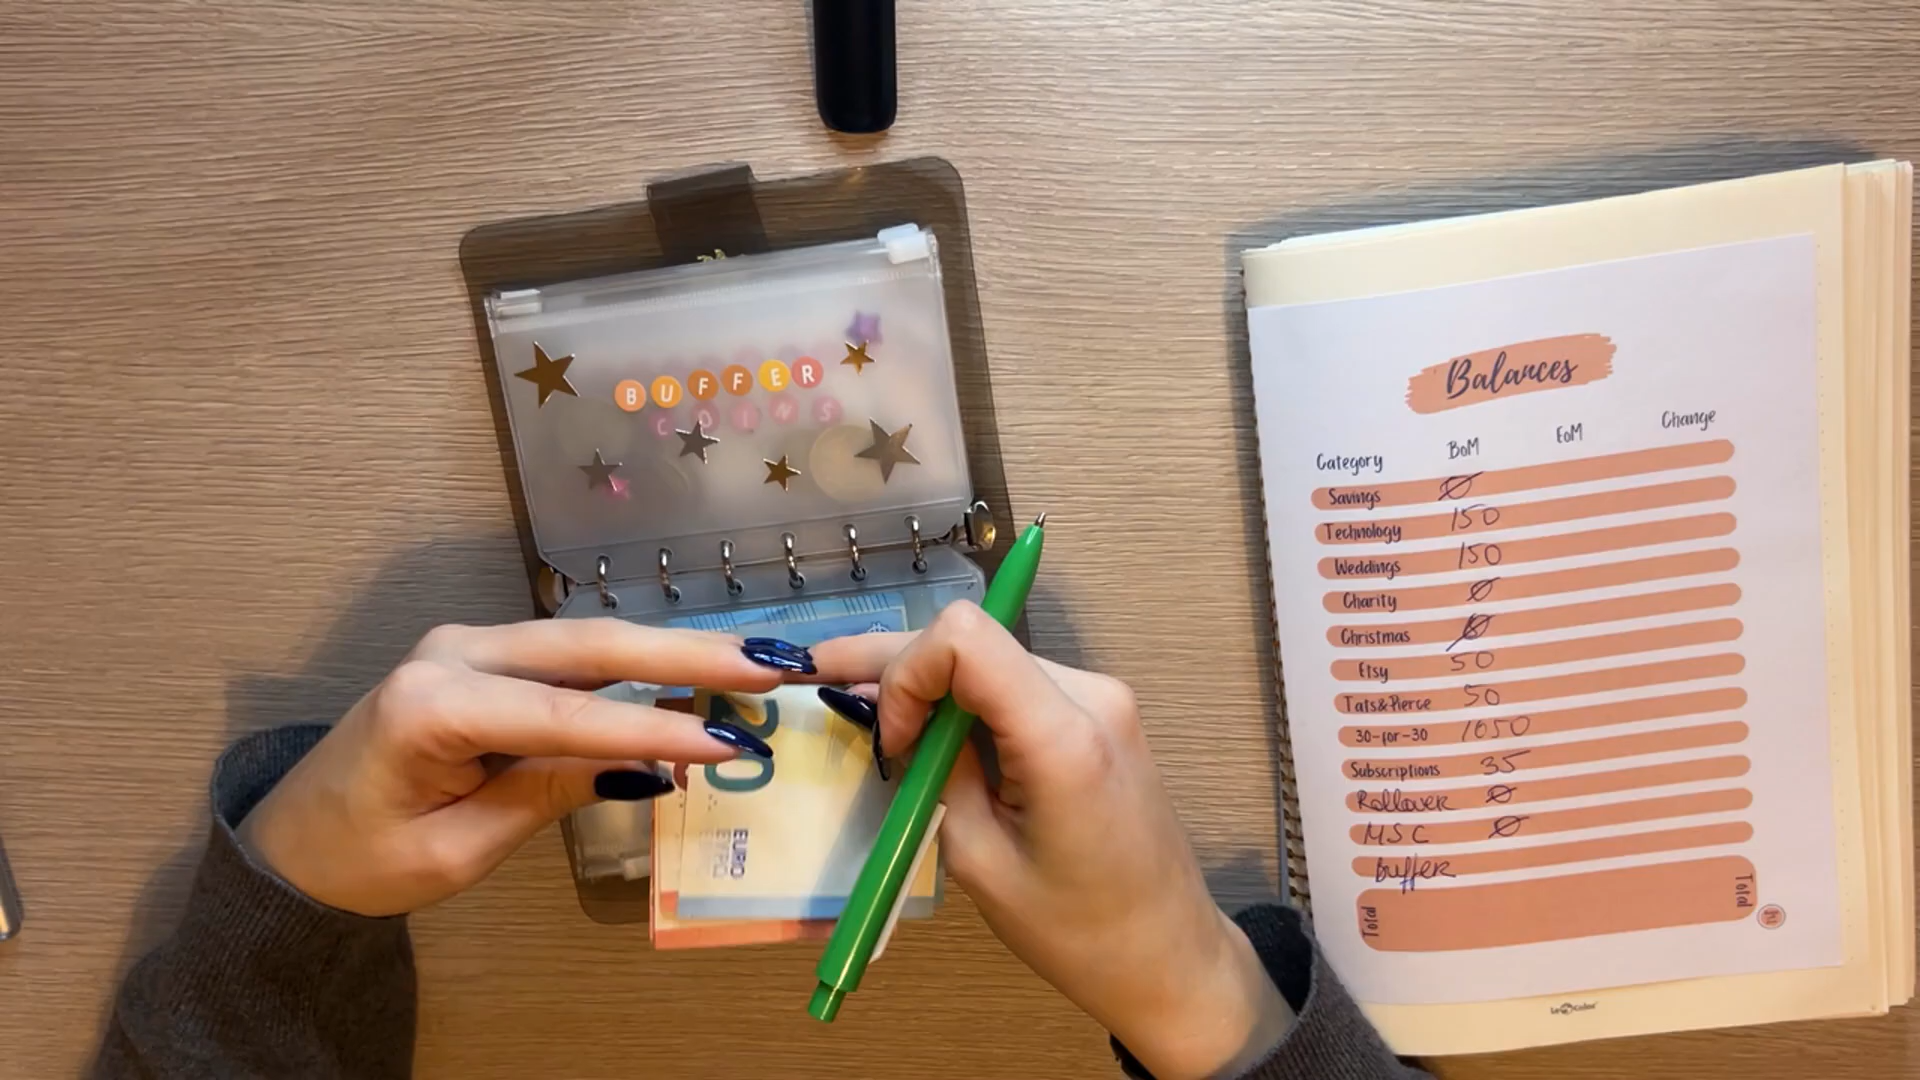 BUFFER
COINS
20
EURO
Balances
Category BoM EoM Change
Savings Ø
Technology 150
Weddings 150
Charity Ø
Christmas Ø
Etsy 50
Tats&Pierce 50
30-for-30 1050
Subscriptions 35
Rollover Ø
MSC Ø
Buffer
Total Total